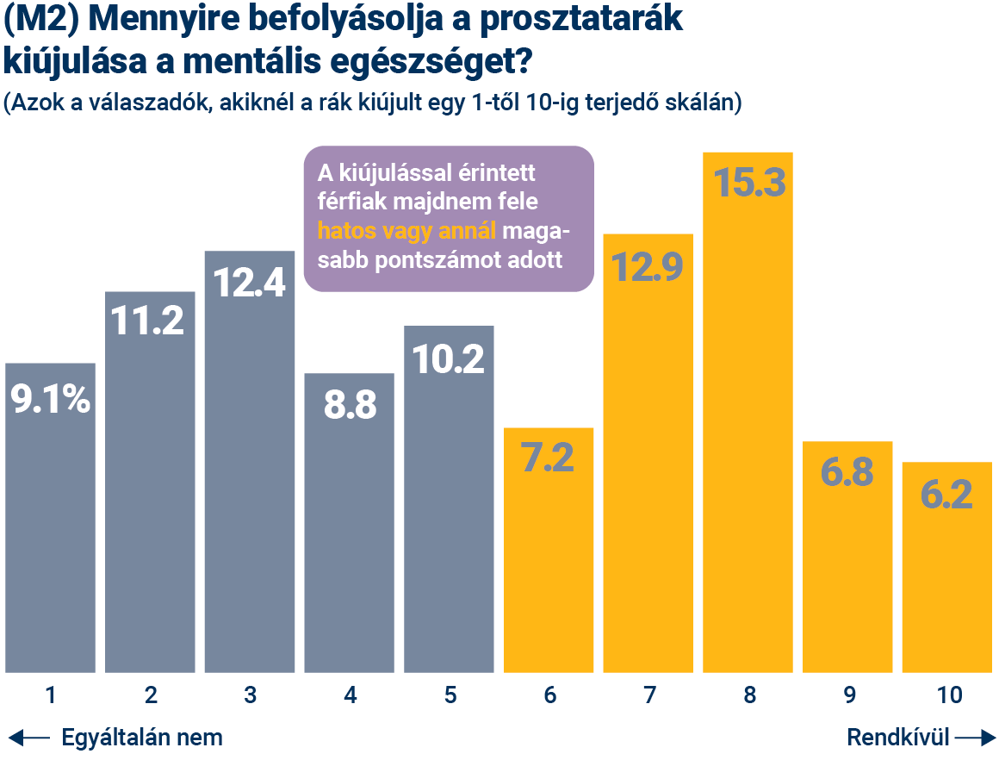 (M2) Mennyire befolyásolja a prosztatarák
kiújulása a mentális egészséget?
(Azok a válaszadók, akiknél a rák kiújult egy 1-től 10-ig terjedő skálán)
A kiújulással érintett
férfiak majdnem fele
hatos vagy annál maga-
sabb pontszámot adott
9.1% 11.2 12.4 8.8 10.2 7.2 12.9 15.3 6.8 6.2
1 2 3 4 5 6 7 8 9 10
Egyáltalán nem Rendkívül